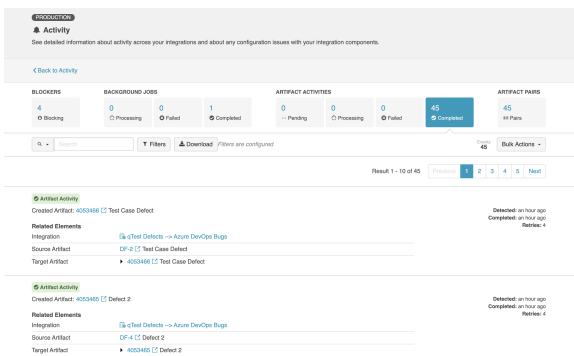 PRODUCTION
Activity
See detailed information about activity across your integrations and about any configuration issues with your integration components.
Back to Activity
BLOCKERS BACKGROUND JOBS ARTIFACT ACTIVITIES ARTIFACT PAIRS
4 0 0 1 0 0 0 45 45
Blocking Processing Failed Completed Pending Processing Failed Completed Pairs
Search Filters Download Filters are configured Events 45 Bulk Actions
Result 1 - 10 of 45 Previous 1 2 3 4 5 Next
Artifact Activity
Created Artifact: 4053466 Test Case Defect Detected: an hour ago
Completed: an hour ago
Related Elements Retries: 4
Integration qTest Defects --> Azure DevOps Bugs
Source Artifact DF-2 Test Case Defect
Target Artifact 4053466 Test Case Defect
Artifact Activity
Created Artifact: 4053465 Defect 2 Detected: an hour ago
Completed: an hour ago
Related Elements Retries: 4
Integration qTest Defects --> Azure DevOps Bugs
Source Artifact DF-4 Defect 2
Target Artifact 4053465 Defect 2